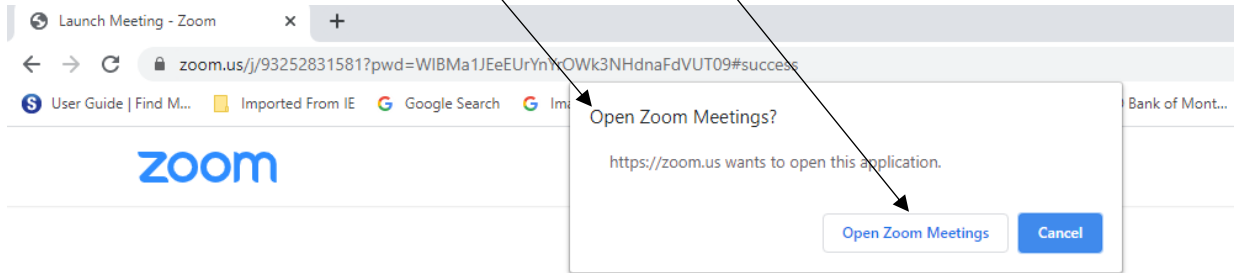 Launch Meeting - Zoom
zoom.us/j/93252831581?pwd=WlBMa1JEeEUrYnYrOWk3NHdnaFdVUT09#success
User Guide | Find M... Imported From IE Google Search Bank of Mont...
Open Zoom Meetings?
zoom
https://zoom.us wants to open this application.
Open Zoom Meetings Cancel